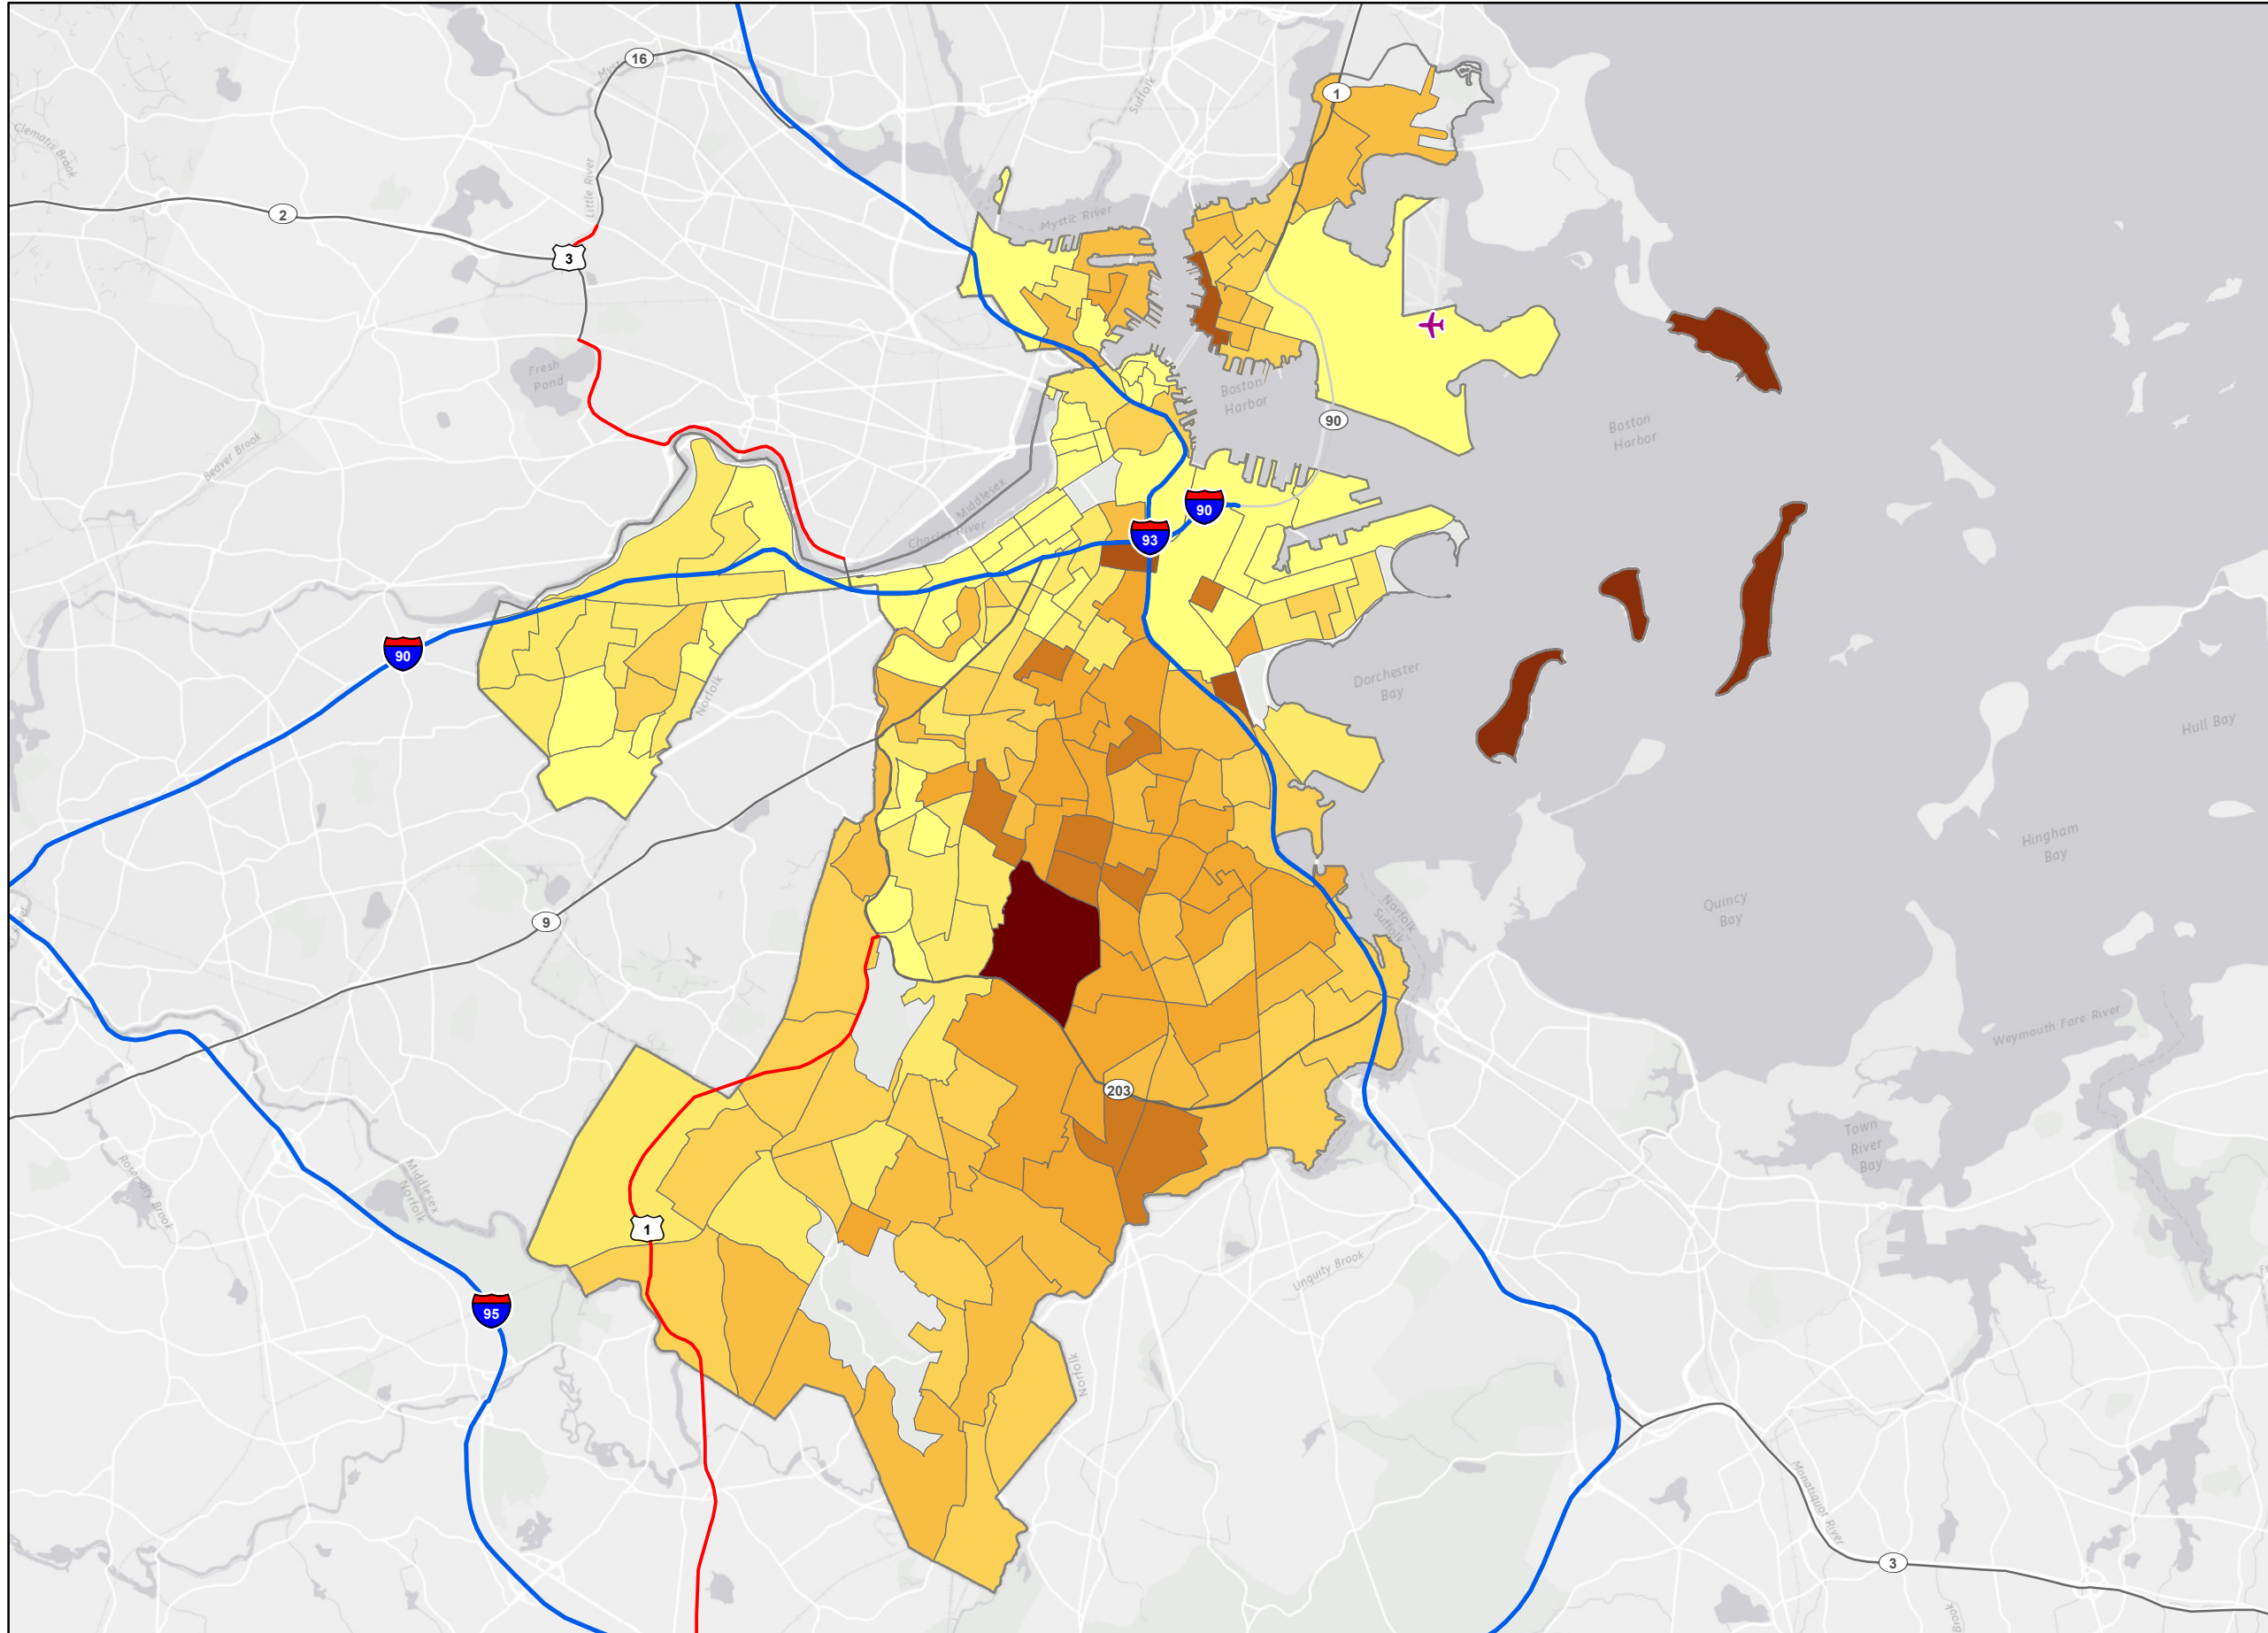 16
Suffolk
1
Clematis Brook
Little River
2
Mystic River
3
Fresh
Pond
Boston
Harbor
90
Boston
Harbor
Beaver Brook
Middlesex
Charles River
90
93
90
Norfolk
Dorchester
Bay
Hull Bay
Hingham
Bay
Quincy
Bay
Norfolk
Suffolk
9
Weymouth Fore River
203
Town
River
Bay
Rosemary Brook
Middlesex
Norfolk
1
Unquity Brook
95
Norfolk
Monatiquot River
3